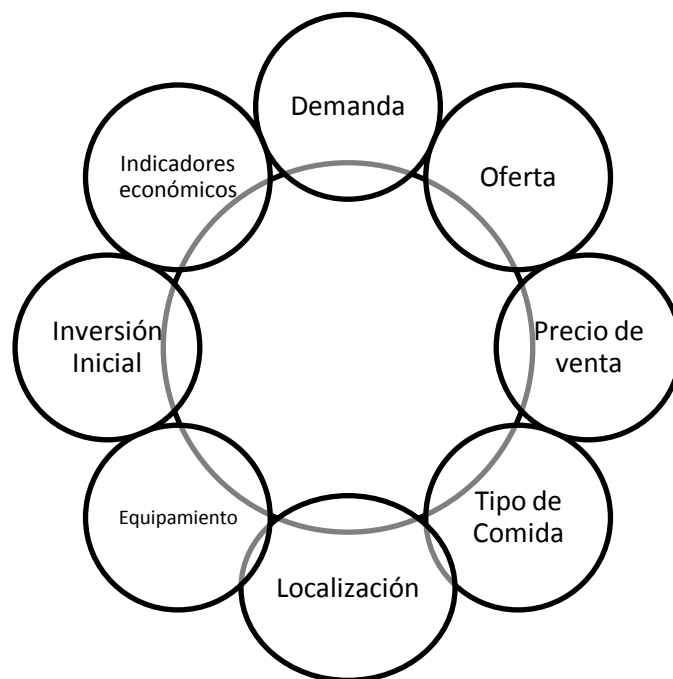 Demanda
Oferta
Precio de
venta
Tipo de
Comida
Localización
Equipamiento
Inversión
Inicial
Indicadores
económicos